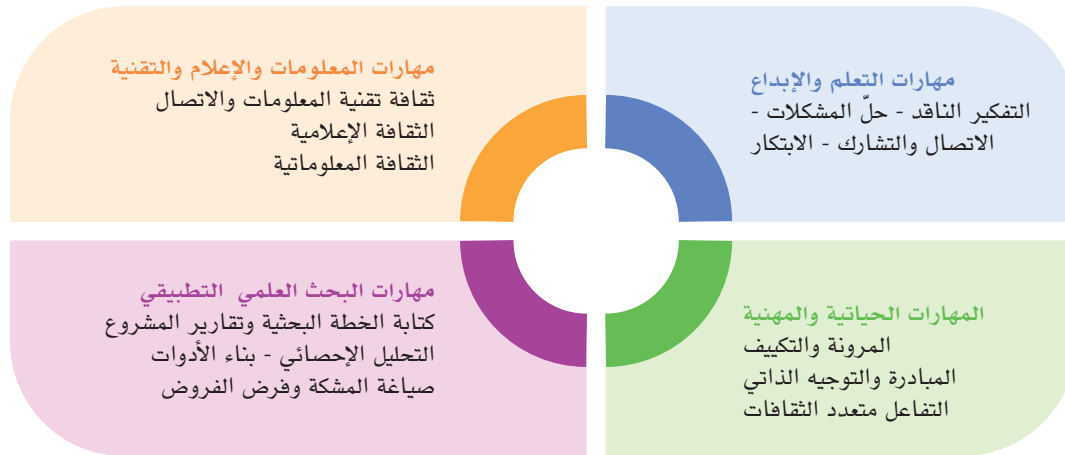 مهارات التعلم والإبداع
التفكير الناقد - حلّ المشكلات -
الاتصال والتشارك - الابتكار
مهارات المعلومات والإعلام والتقنية
ثقافة تقنية المعلومات والاتصال
الثقافة الإعلامية
الثقافة المعلوماتية
المهارات الحياتية والمهنية
المرونة والتكييف
المبادرة والتوجيه الذاتي
التفاعل متعدد الثقافات
مهارات البحث العلمي التطبيقي
كتابة الخطة البحثية وتقارير المشروع
التحليل الإحصائي - بناء الأدوات
صياغة المشكة وفرض الفروض